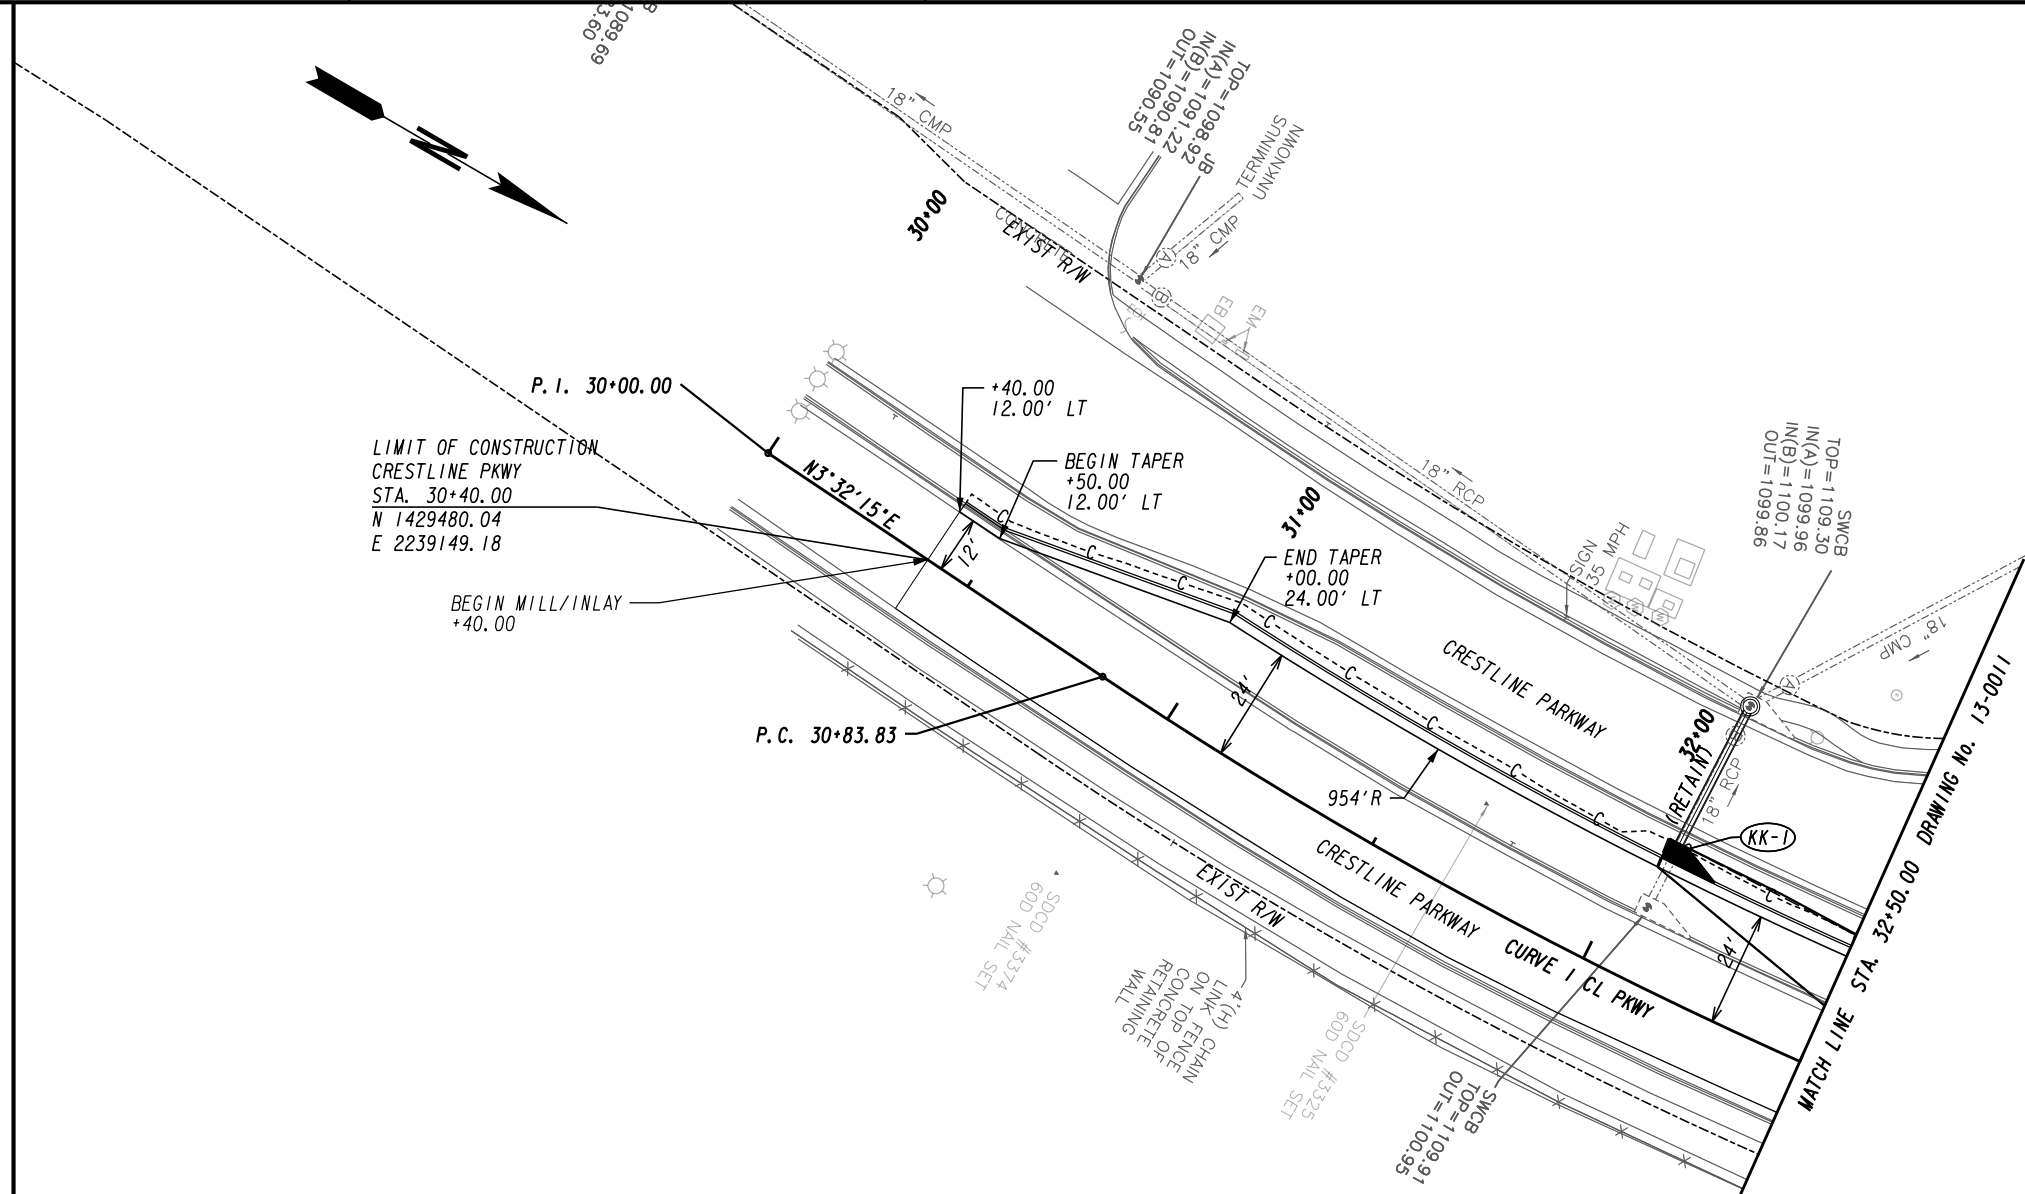 1089.69
3.60
18" CMP
N
30+00
CONCRETE
EXIST R/W
TOP=1098.92
IN(A)=1091.22
IN(B)=1090.81
OUT=1090.55
JB
TERMINUS
UNKNOWN
18" CMP
(A)
(B)
EB
EM
P.I. 30+00.00
+40.00
12.00' LT
LIMIT OF CONSTRUCTION
CRESTLINE PKWY
STA. 30+40.00
N 1429480.04
E 2239149.18
N3°32'15"E
BEGIN TAPER
+50.00
12.00' LT
12'
BEGIN MILL/INLAY
+40.00
31+00
18" RCP
END TAPER
+00.00
24.00' LT
C
C
C
C
C
C
C
C
C
SIGN
35 MPH
SWCB
TOP=1109.30
IN(A)=1099.96
IN(B)=1100.17
OUT=1099.86
18" CMP
CRESTLINE PARKWAY
24'
P.C. 30+83.83
954'R
32+00
(RETAIN)
18" RCP
KK-1
CRESTLINE PARKWAY
CURVE 1 CL PKWY
24'
EXIST R/W
SDCD #3374
60D NAIL SET
4'(H) CHAIN
LINK FENCE
ON TOP OF
CONCRETE
RETAINING
WALL
SDCD #3325
60D NAIL SET
SWCB
TOP=1109.91
OUT=1100.95
MATCH LINE STA. 32+50.00 DRAWING No. 13-0011